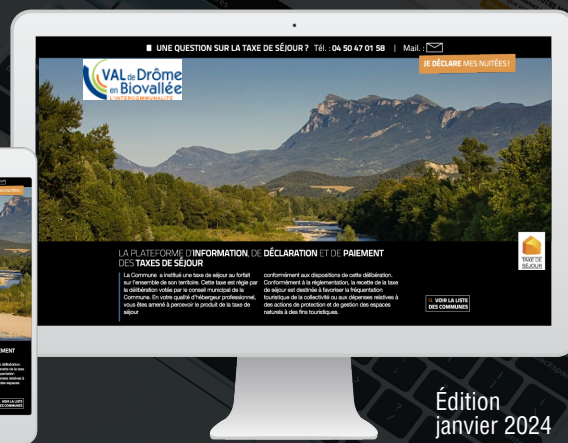 ■ UNE QUESTION SUR LA TAXE DE SÉJOUR ? Tél. : 04 50 47 01 58 | Mail. :
JE DÉCLARE MES NUITÉES !
VAL de Drôme
en Biovallée
L'INTERCOMMUNALITÉ
LA PLATEFORME D'INFORMATION, DE DÉCLARATION ET DE PAIEMENT
DES TAXES DE SÉJOUR
La Commune a institué une taxe de séjour au forfait
sur l'ensemble de son territoire. Cette taxe est régie par
la délibération votée par le conseil municipal de la
Commune. En votre qualité d'hébergeur professionnel,
vous êtes amené à percevoir le produit de la taxe de
séjour
conformément aux dispositions de cette délibération.
Conformément à la réglementation, la recette de la taxe
de séjour est destinée à favoriser la fréquentation
touristique de la collectivité ou aux dépenses relatives à
des actions de protection et de gestion des espaces
naturels à des fins touristiques.
TAXE DE
SÉJOUR
VOIR LA LISTE
DES COMMUNES
VOIR LA LISTE
DES COMMUNES
Édition
janvier 2024